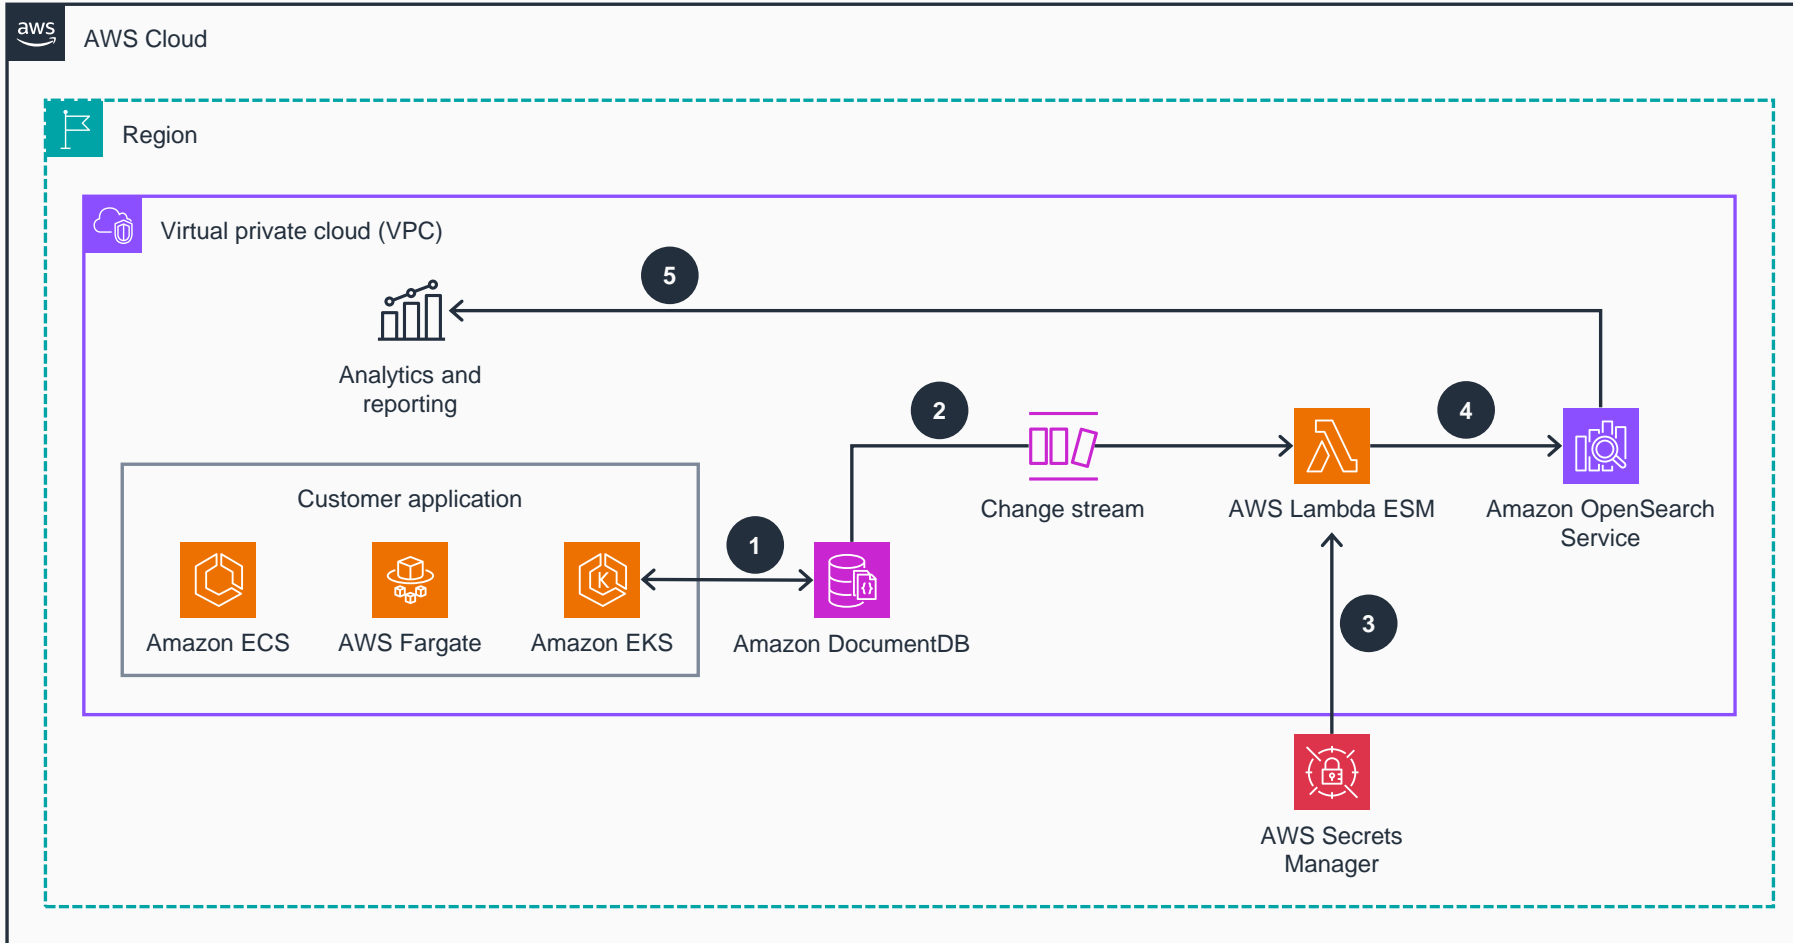 aws
AWS Cloud
Region
Virtual private cloud (VPC)
5
Analytics and
reporting
2
4
Change stream
AWS Lambda ESM
Amazon OpenSearch
Service
Customer application
1
K
{}
Amazon ECS
AWS Fargate
Amazon EKS
Amazon DocumentDB
3
AWS Secrets
Manager